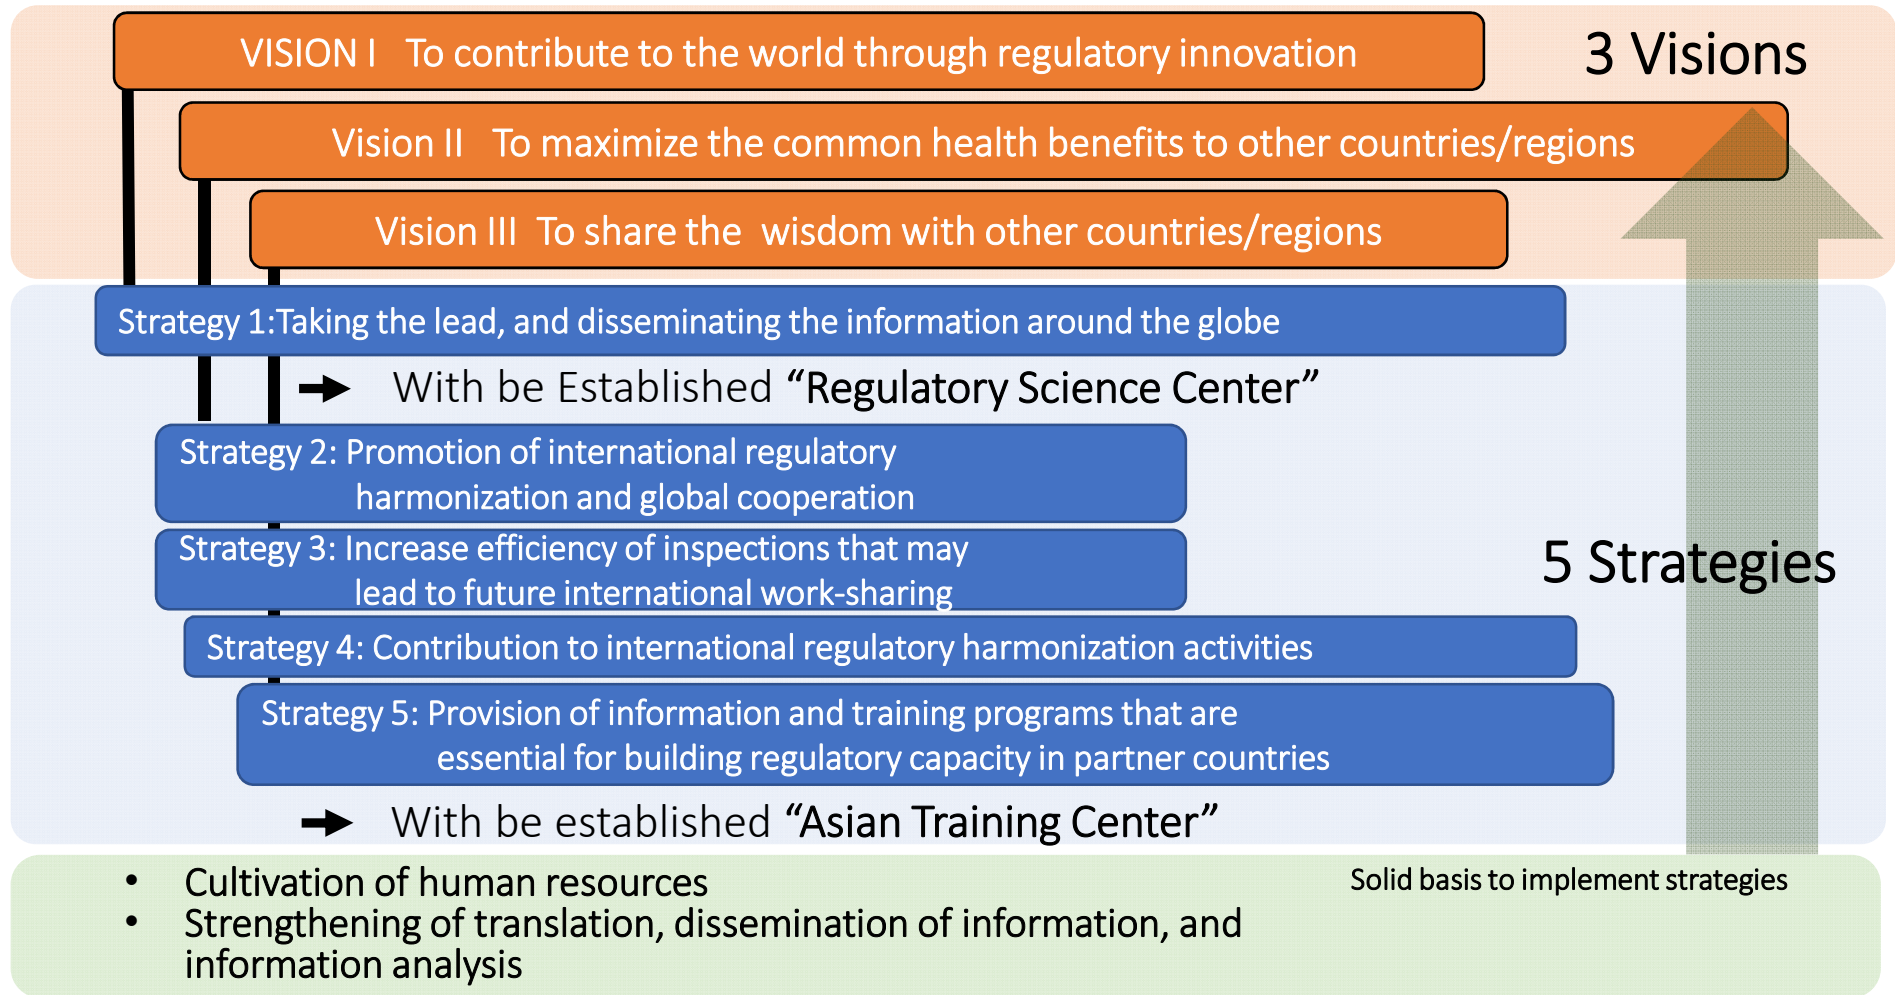 VISION I To contribute to the world through regulatory innovation
3 Visions
Vision II To maximize the common health benefits to other countries/regions
Vision III To share the wisdom with other countries/regions
Strategy 1:Taking the lead, and disseminating the information around the globe
With be Established “Regulatory Science Center”
Strategy 2: Promotion of international regulatory
harmonization and global cooperation
Strategy 3: Increase efficiency of inspections that may
lead to future international work-sharing
5 Strategies
Strategy 4: Contribution to international regulatory harmonization activities
Strategy 5: Provision of information and training programs that are
essential for building regulatory capacity in partner countries
With be established “Asian Training Center”
Solid basis to implement strategies
• Cultivation of human resources
• Strengthening of translation, dissemination of information, and
information analysis